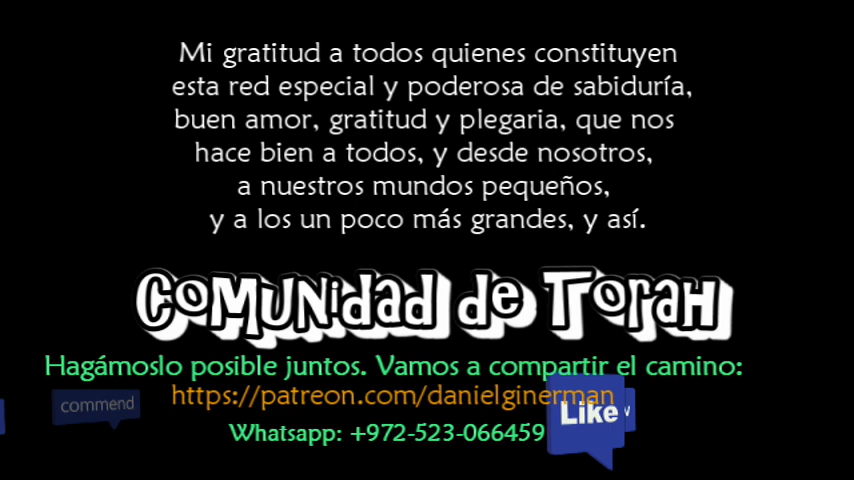 Mi gratitud a todos quienes constituyen
esta red especial y poderosa de sabiduría,
buen amor, gratitud y plegaria, que nos
hace bien a todos, y desde nosotros,
a nuestros mundos pequeños,
y a los un poco más grandes, y así.
Comunidad de Torah
Hagámoslo posible juntos. Vamos a compartir el camino:
https://patreon.com/danielginerman
commend
Like
Whatsapp: +972-523-066459